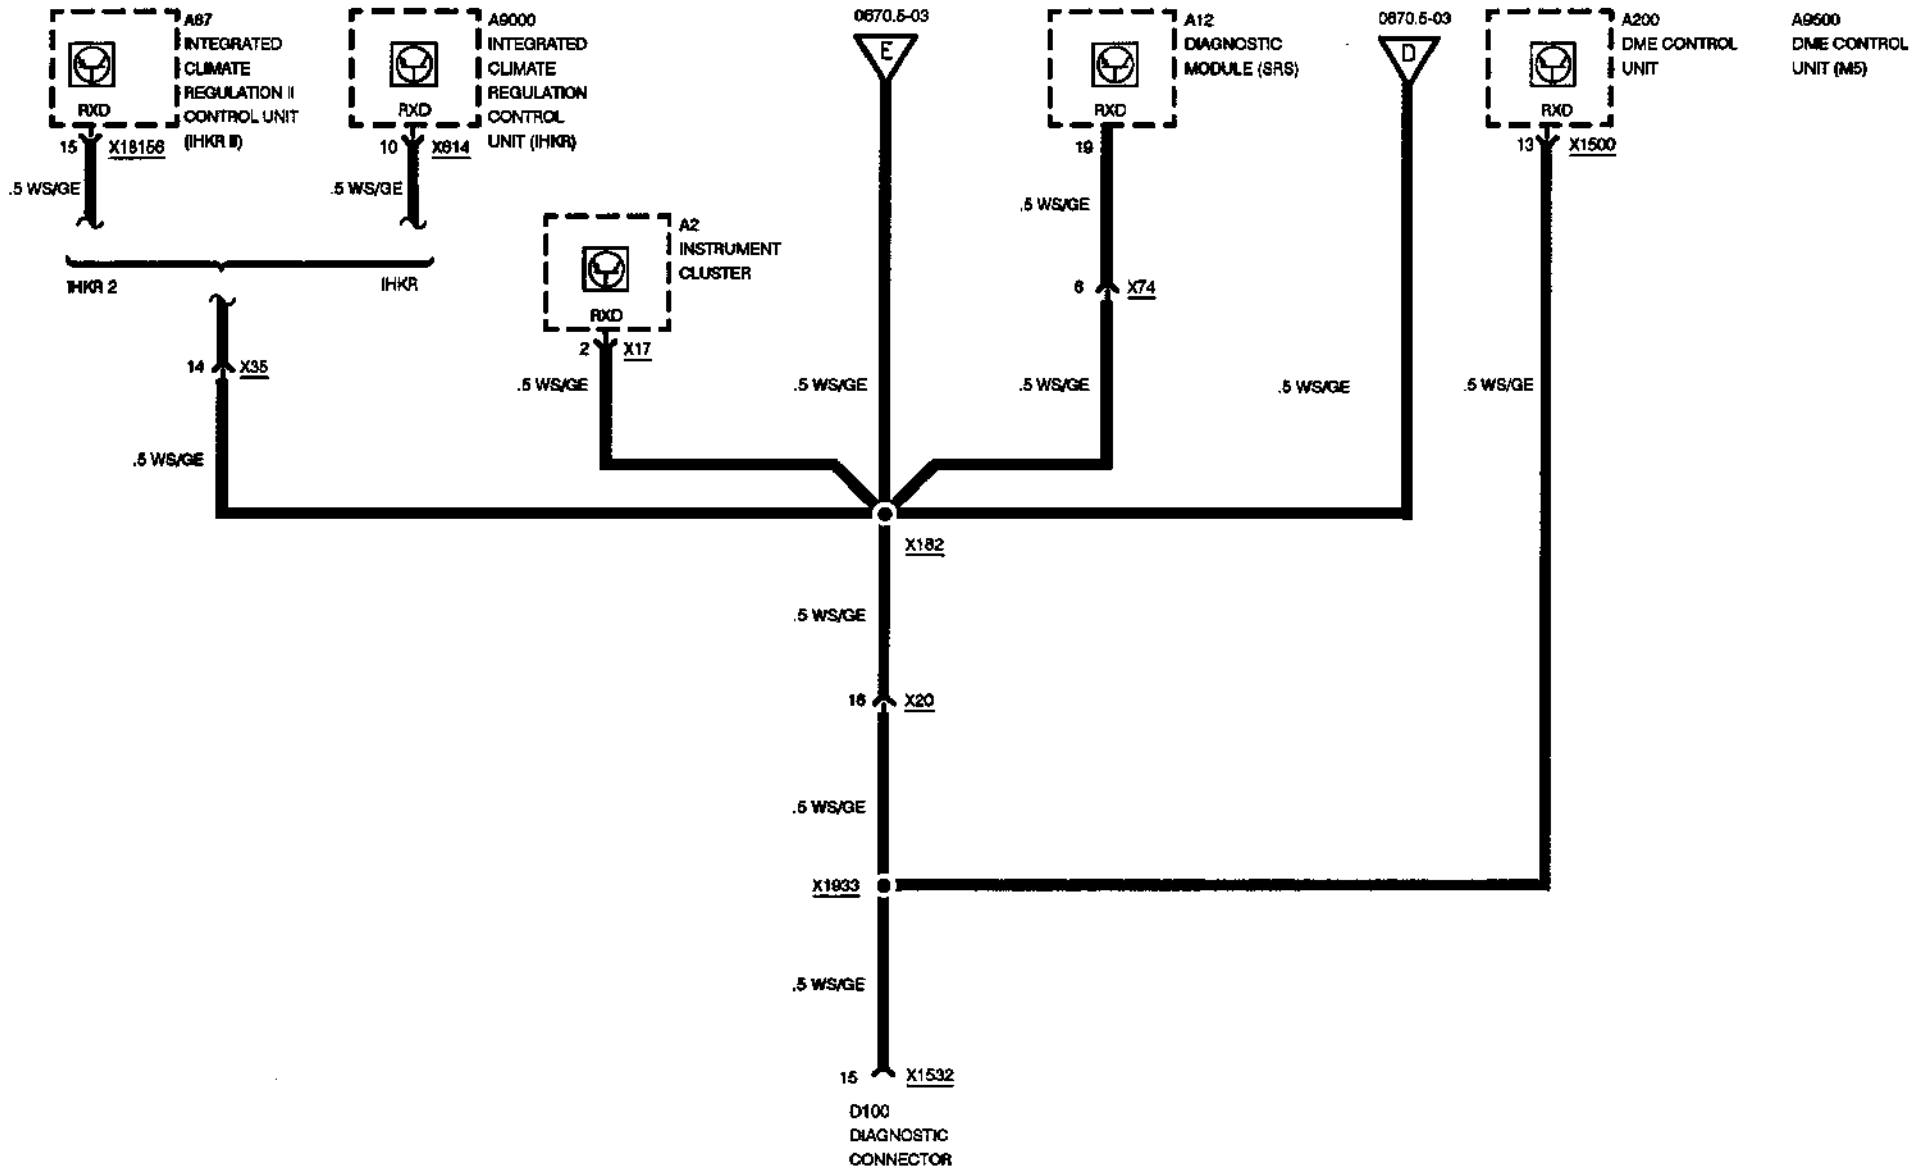 A67
INTEGRATED
CLIMATE
REGULATION II
CONTROL UNIT
(IHKR II)
RXD
15
X18156
.5 WS/GE
A9000
INTEGRATED
CLIMATE
REGULATION
CONTROL
UNIT (IHKR)
RXD
10
X614
.5 WS/GE
IHKR 2
IHKR
14
X35
.5 WS/GE
A2
INSTRUMENT
CLUSTER
RXD
2
X17
.5 WS/GE
0670.5-03
E
.5 WS/GE
A12
DIAGNOSTIC
MODULE (SRS)
RXD
19
.5 WS/GE
6
X74
.5 WS/GE
0670.5-03
D
.5 WS/GE
A200
DME CONTROL
UNIT
A9500
DME CONTROL
UNIT (M5)
RXD
13
X1500
.5 WS/GE
X182
.5 WS/GE
16
X20
.5 WS/GE
X1933
.5 WS/GE
15
X1532
D100
DIAGNOSTIC
CONNECTOR